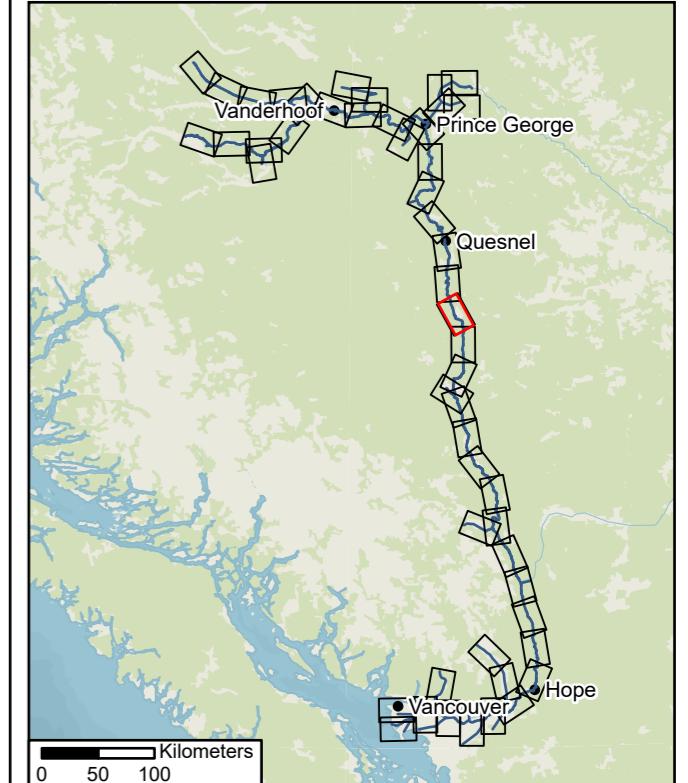 Vanderhoof
Prince George
Quesnel
Hope
Vancouver
Kilometers
0 50 100